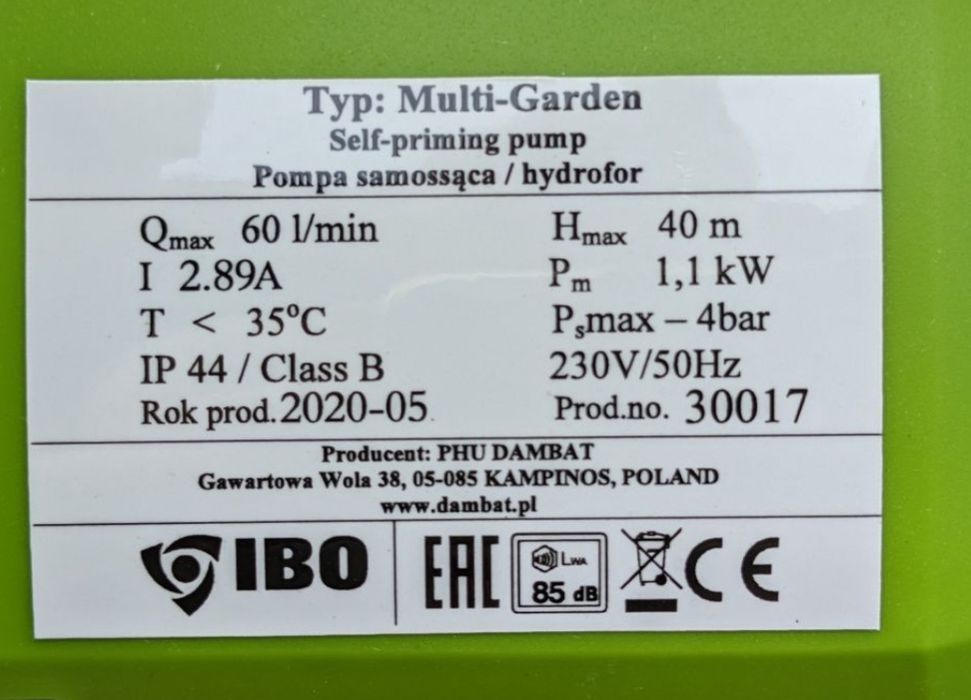 Typ: Multi-Garden
Self-priming pump
Pompa samossąca / hydrofor
Qmax 60 l/min Hmax 40 m
I 2.89A Pm 1,1 kW
T < 35°C Psmax – 4bar
IP 44 / Class B 230V/50Hz
Rok prod. 2020-05 Prod.no. 30017
Producent: PHU DAMBAT
Gawartowa Wola 38, 05-085 KAMPINOS, POLAND
www.dambat.pl
IBO EAC LWA 85 dB CE